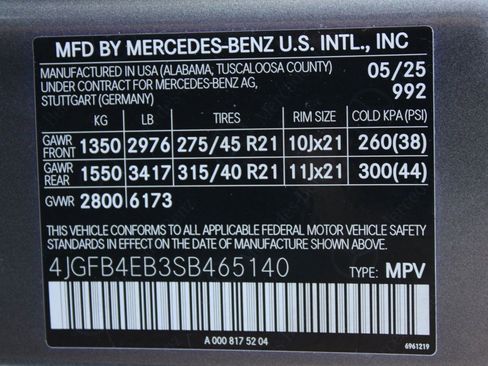 MFD BY MERCEDES-BENZ U.S. INTL., INC
MANUFACTURED IN USA (ALABAMA, TUSCALOOSA COUNTY) 05/25
UNDER CONTRACT FOR MERCEDES-BENZ AG, 992
STUTTGART (GERMANY)
KG LB TIRES RIM SIZE COLD KPA (PSI)
GAWR FRONT 1350 2976 275/45 R21 10Jx21 260(38)
GAWR REAR 1550 3417 315/40 R21 11Jx21 300(44)
GVWR 2800 6173
THIS VEHICLE CONFORMS TO ALL APPLICABLE FEDERAL MOTOR VEHICLE SAFETY
STANDARDS IN EFFECT ON THE DATE OF MANUFACTURE SHOWN ABOVE.
4JGFB4EB3SB465140 TYPE: MPV
A 000 817 52 04
6961219